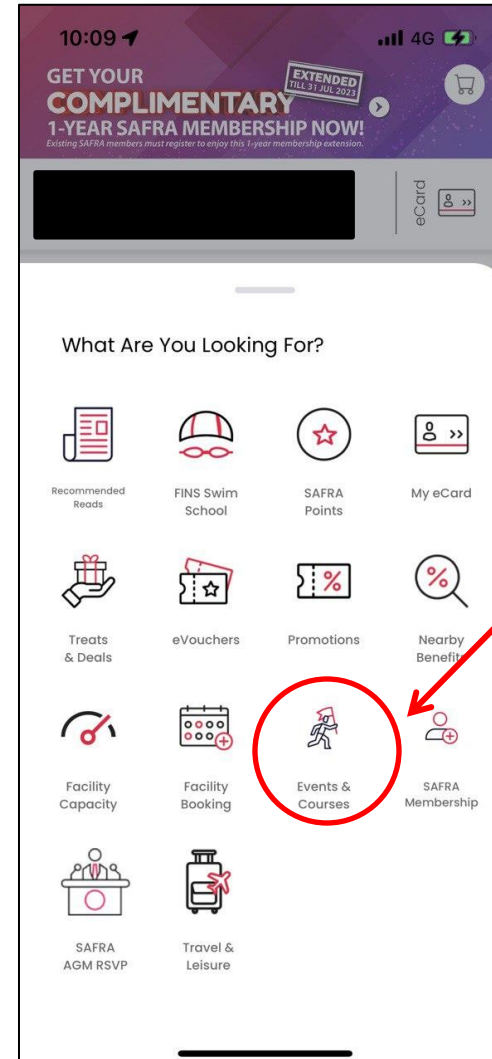 10:09
4G
GET YOUR
COMPLIMENTARY
EXTENDED
TILL 31 JUL 2023
1-YEAR SAFRA MEMBERSHIP NOW!
Existing SAFRA members must register to enjoy this 1-year membership extension.
eCard
What Are You Looking For?
Recommended
Reads
FINS Swim
School
SAFRA
Points
My eCard
Treats
& Deals
eVouchers
Promotions
Nearby
Benefits
Facility
Capacity
Facility
Booking
Events &
Courses
SAFRA
Membership
SAFRA
AGM RSVP
Travel &
Leisure